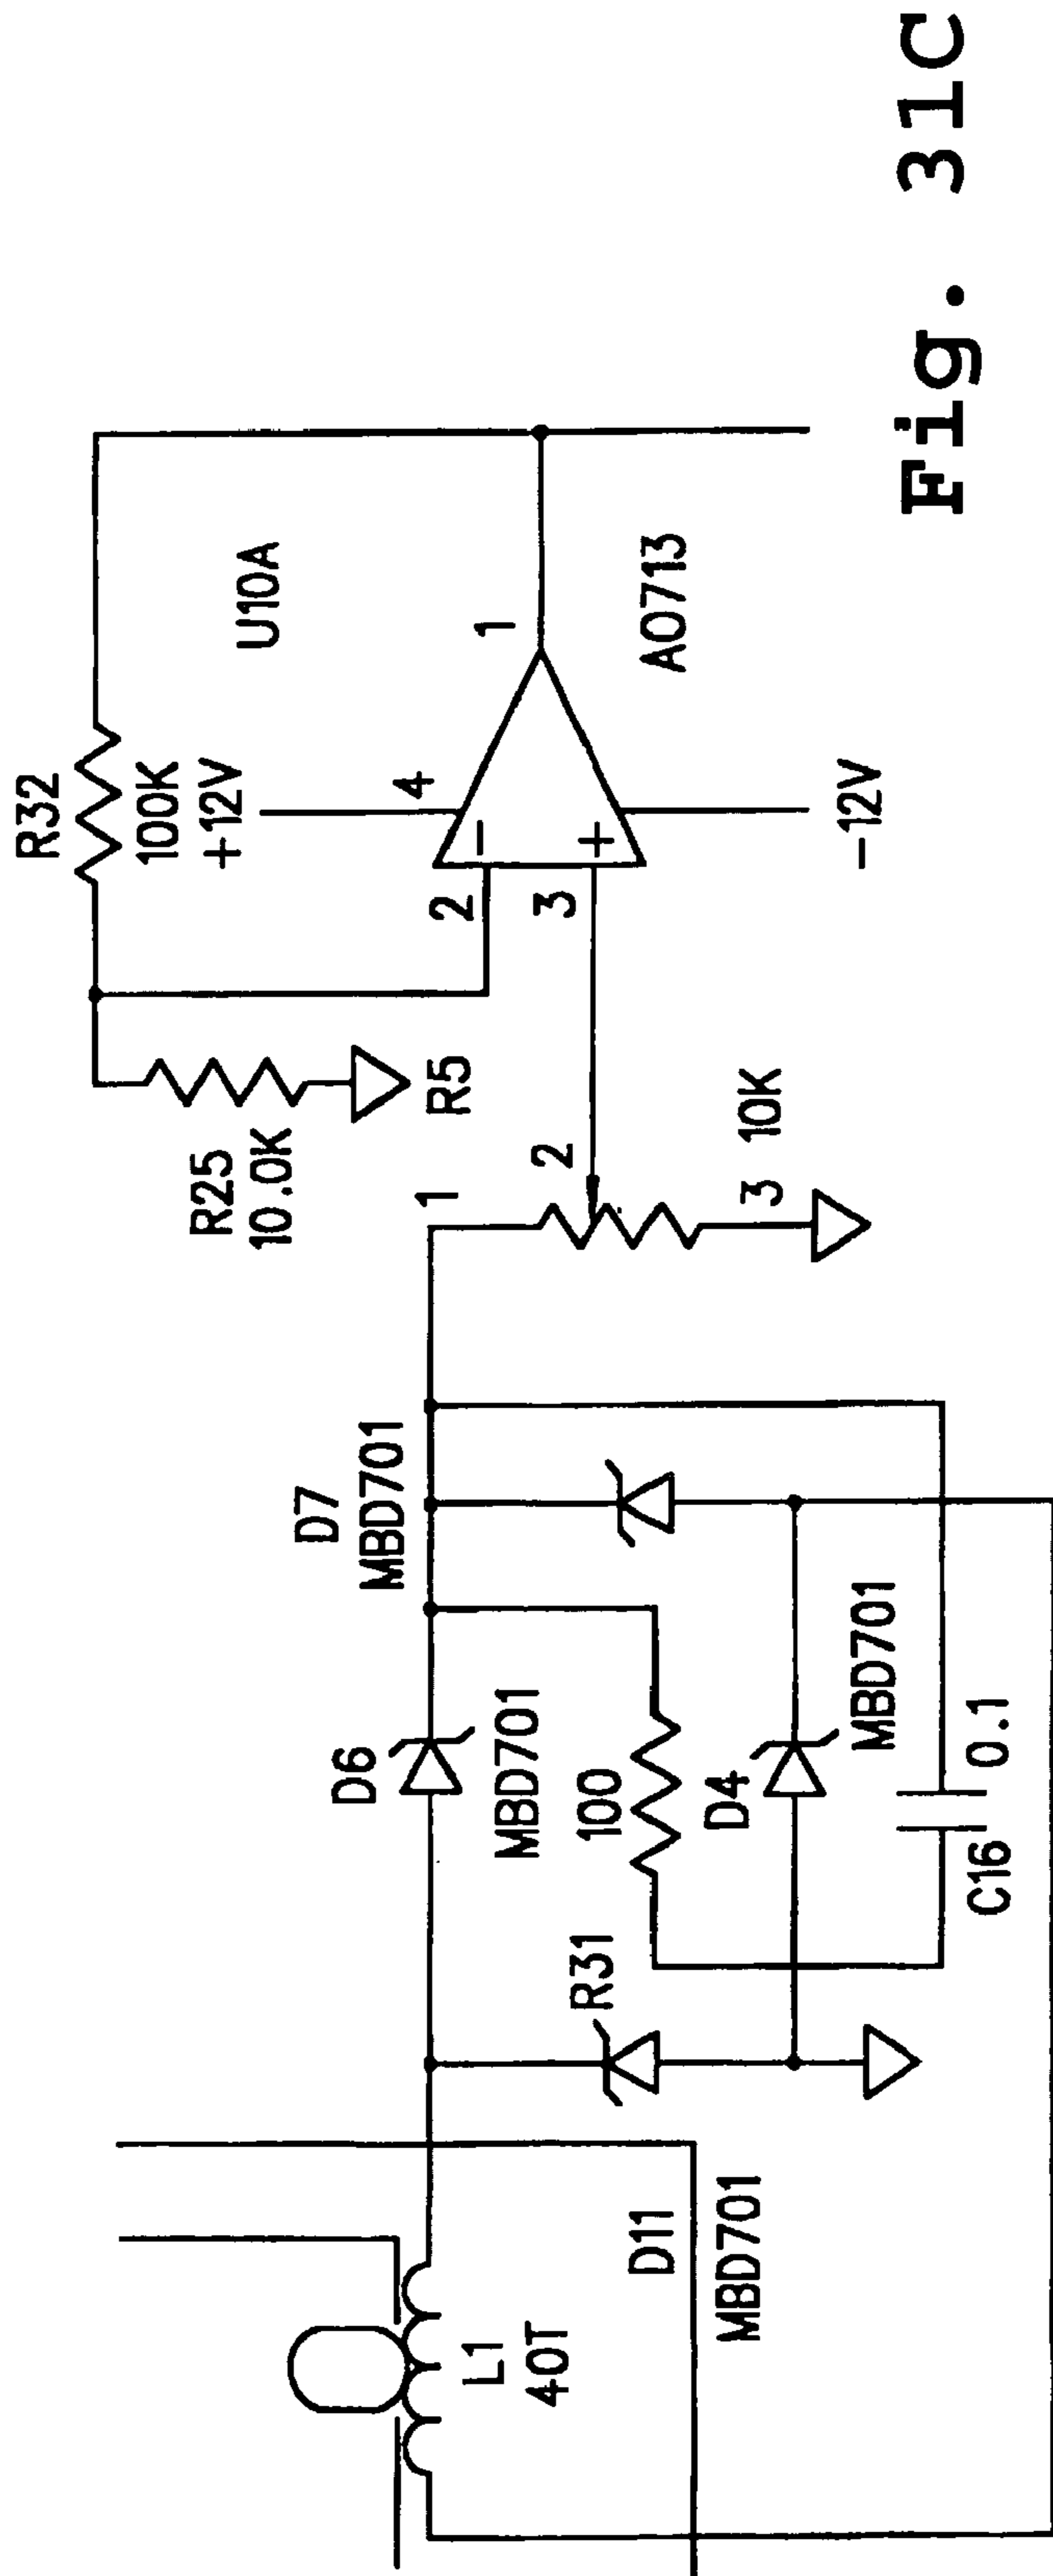 R32
100K
+12V
U10A
4
1
2
-
3
+
A0713
-12V
R25
10.0K
R5
1
2
3
10K
D7
MBD701
D6
MBD701
100
D4
MBD701
R31
C16
0.1
L1
40T
D11
MBD701
Fig. 31C